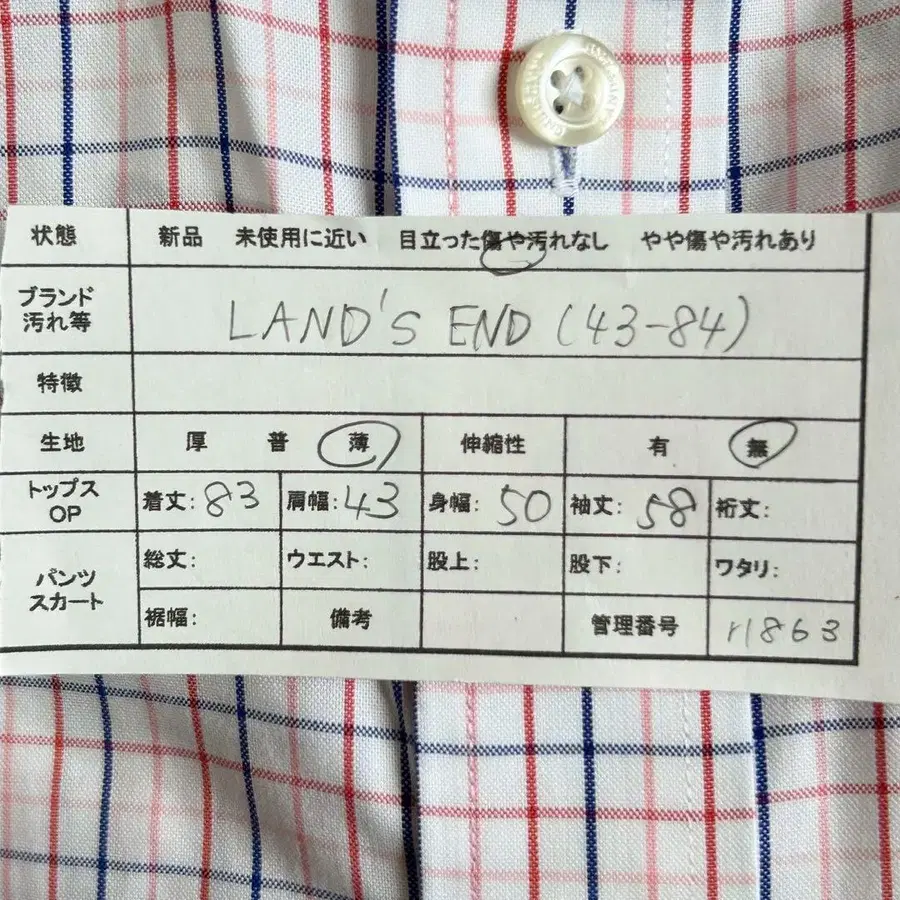 状態 新品 未使用に近い 目立った傷や汚れなし やや傷や汚れあり
ブランド
汚れ等
LAND'S END (43-84)
特徴
生地 厚 普 薄 伸縮性 有 無
トップス
OP
着丈: 83 肩幅: 43 身幅: 50 袖丈: 58 裄丈:
パンツ
スカート
総丈: ウエスト: 股上: 股下: ワタリ:
裾幅: 備考 管理番号 r1863